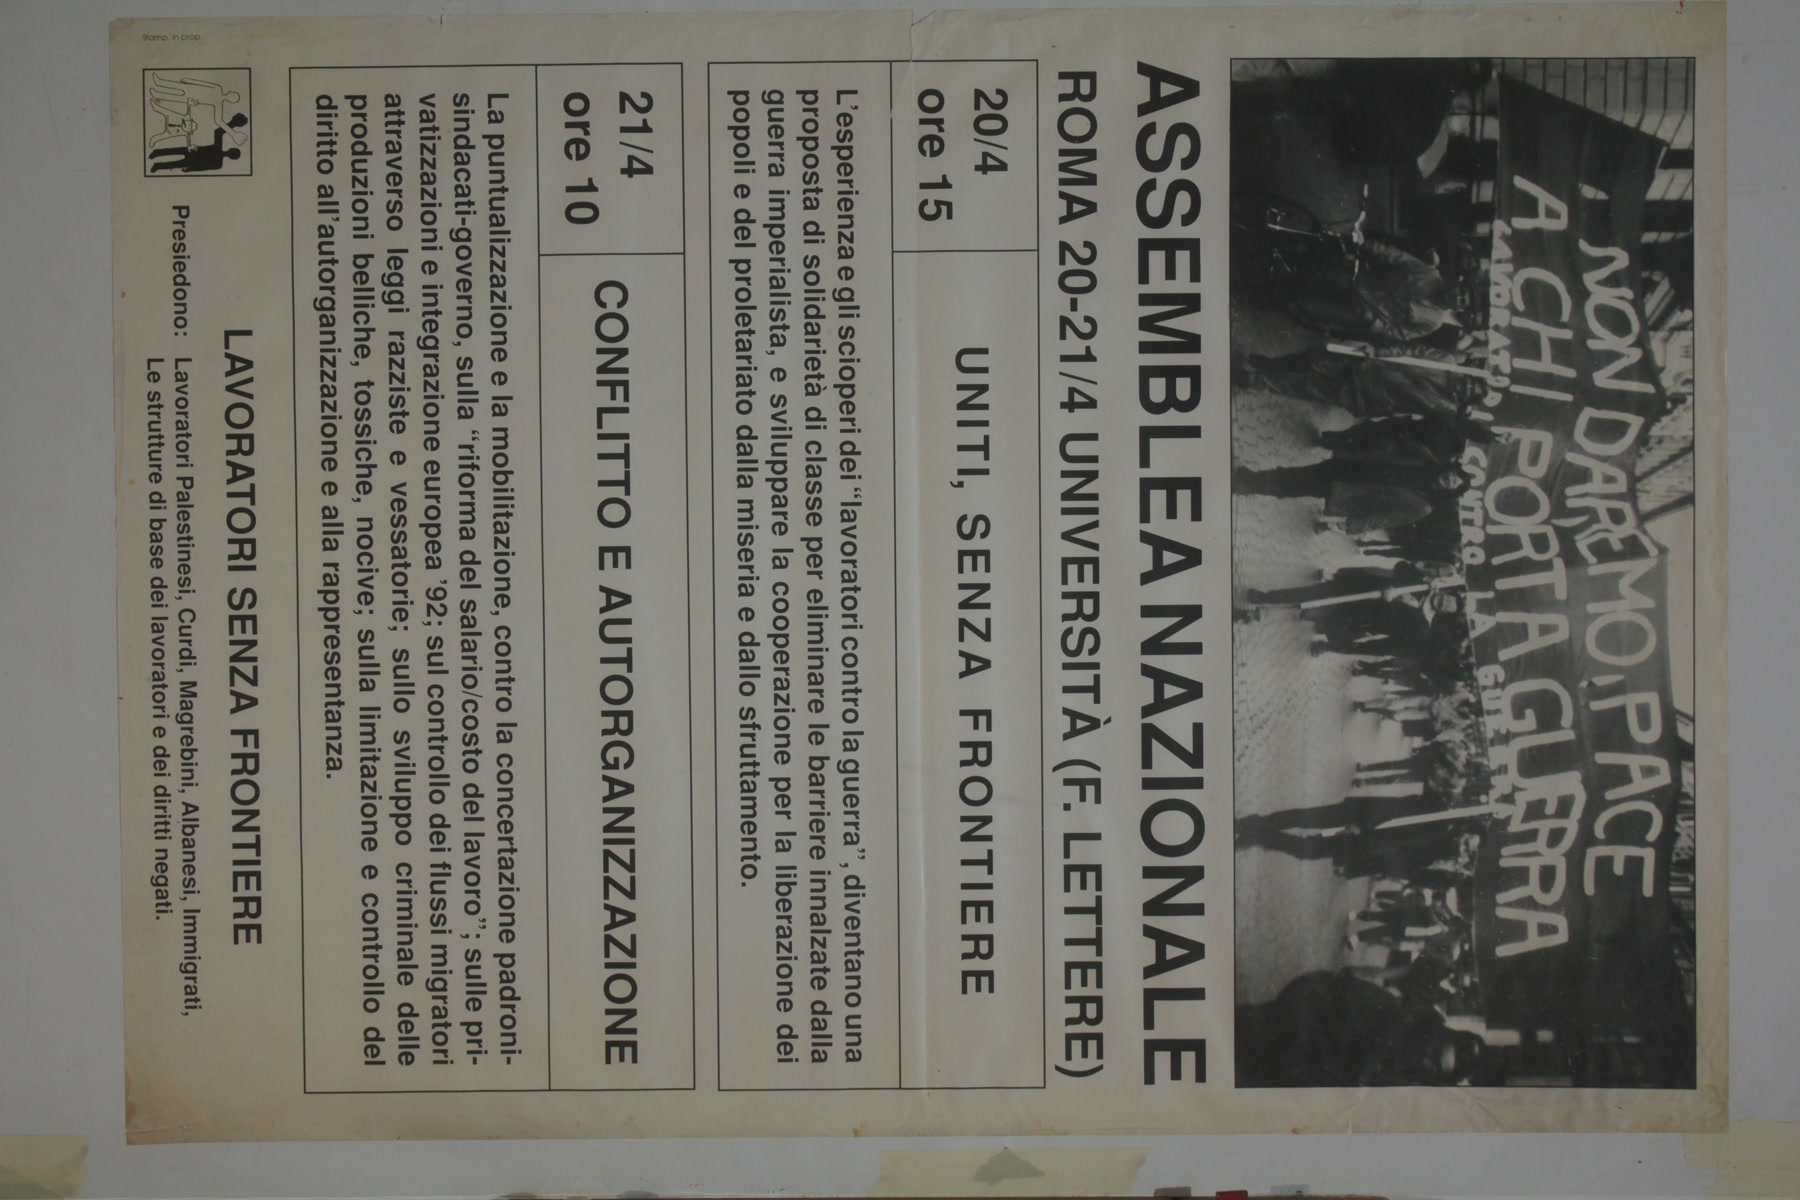 NON DAREMO PACE
A CHI PORTA GUERRA
LAVORATORI CONTRO LA GUERRA
ASSEMBLEA NAZIONALE
ROMA 20-21/4 UNIVERSITÀ (F. LETTERE)
20/4
ore 15
UNITI, SENZA FRONTIERE
L'esperienza e gli scioperi dei “lavoratori contro la guerra”, diventano una
proposta di solidarietà di classe per eliminare le barriere innalzate dalla
guerra imperialista, e sviluppare la cooperazione per la liberazione dei
popoli e del proletariato dalla miseria e dallo sfruttamento.
21/4
ore 10
CONFLITTO E AUTORGANIZZAZIONE
La puntualizzazione e la mobilitazione, contro la concertazione padroni-
sindacati-governo, sulla “riforma del salario/costo del lavoro”; sulle pri-
vatizzazioni e integrazione europea '92; sul controllo dei flussi migratori
attraverso leggi razziste e vessatorie; sullo sviluppo criminale delle
produzioni belliche, tossiche, nocive; sulla limitazione e controllo del
diritto all'autorganizzazione e alla rappresentanza.
LAVORATORI SENZA FRONTIERE
Presiedono: Lavoratori Palestinesi, Curdi, Magrebini, Albanesi, Immigrati,
Le strutture di base dei lavoratori e dei diritti negati.
Stamp. in prop.